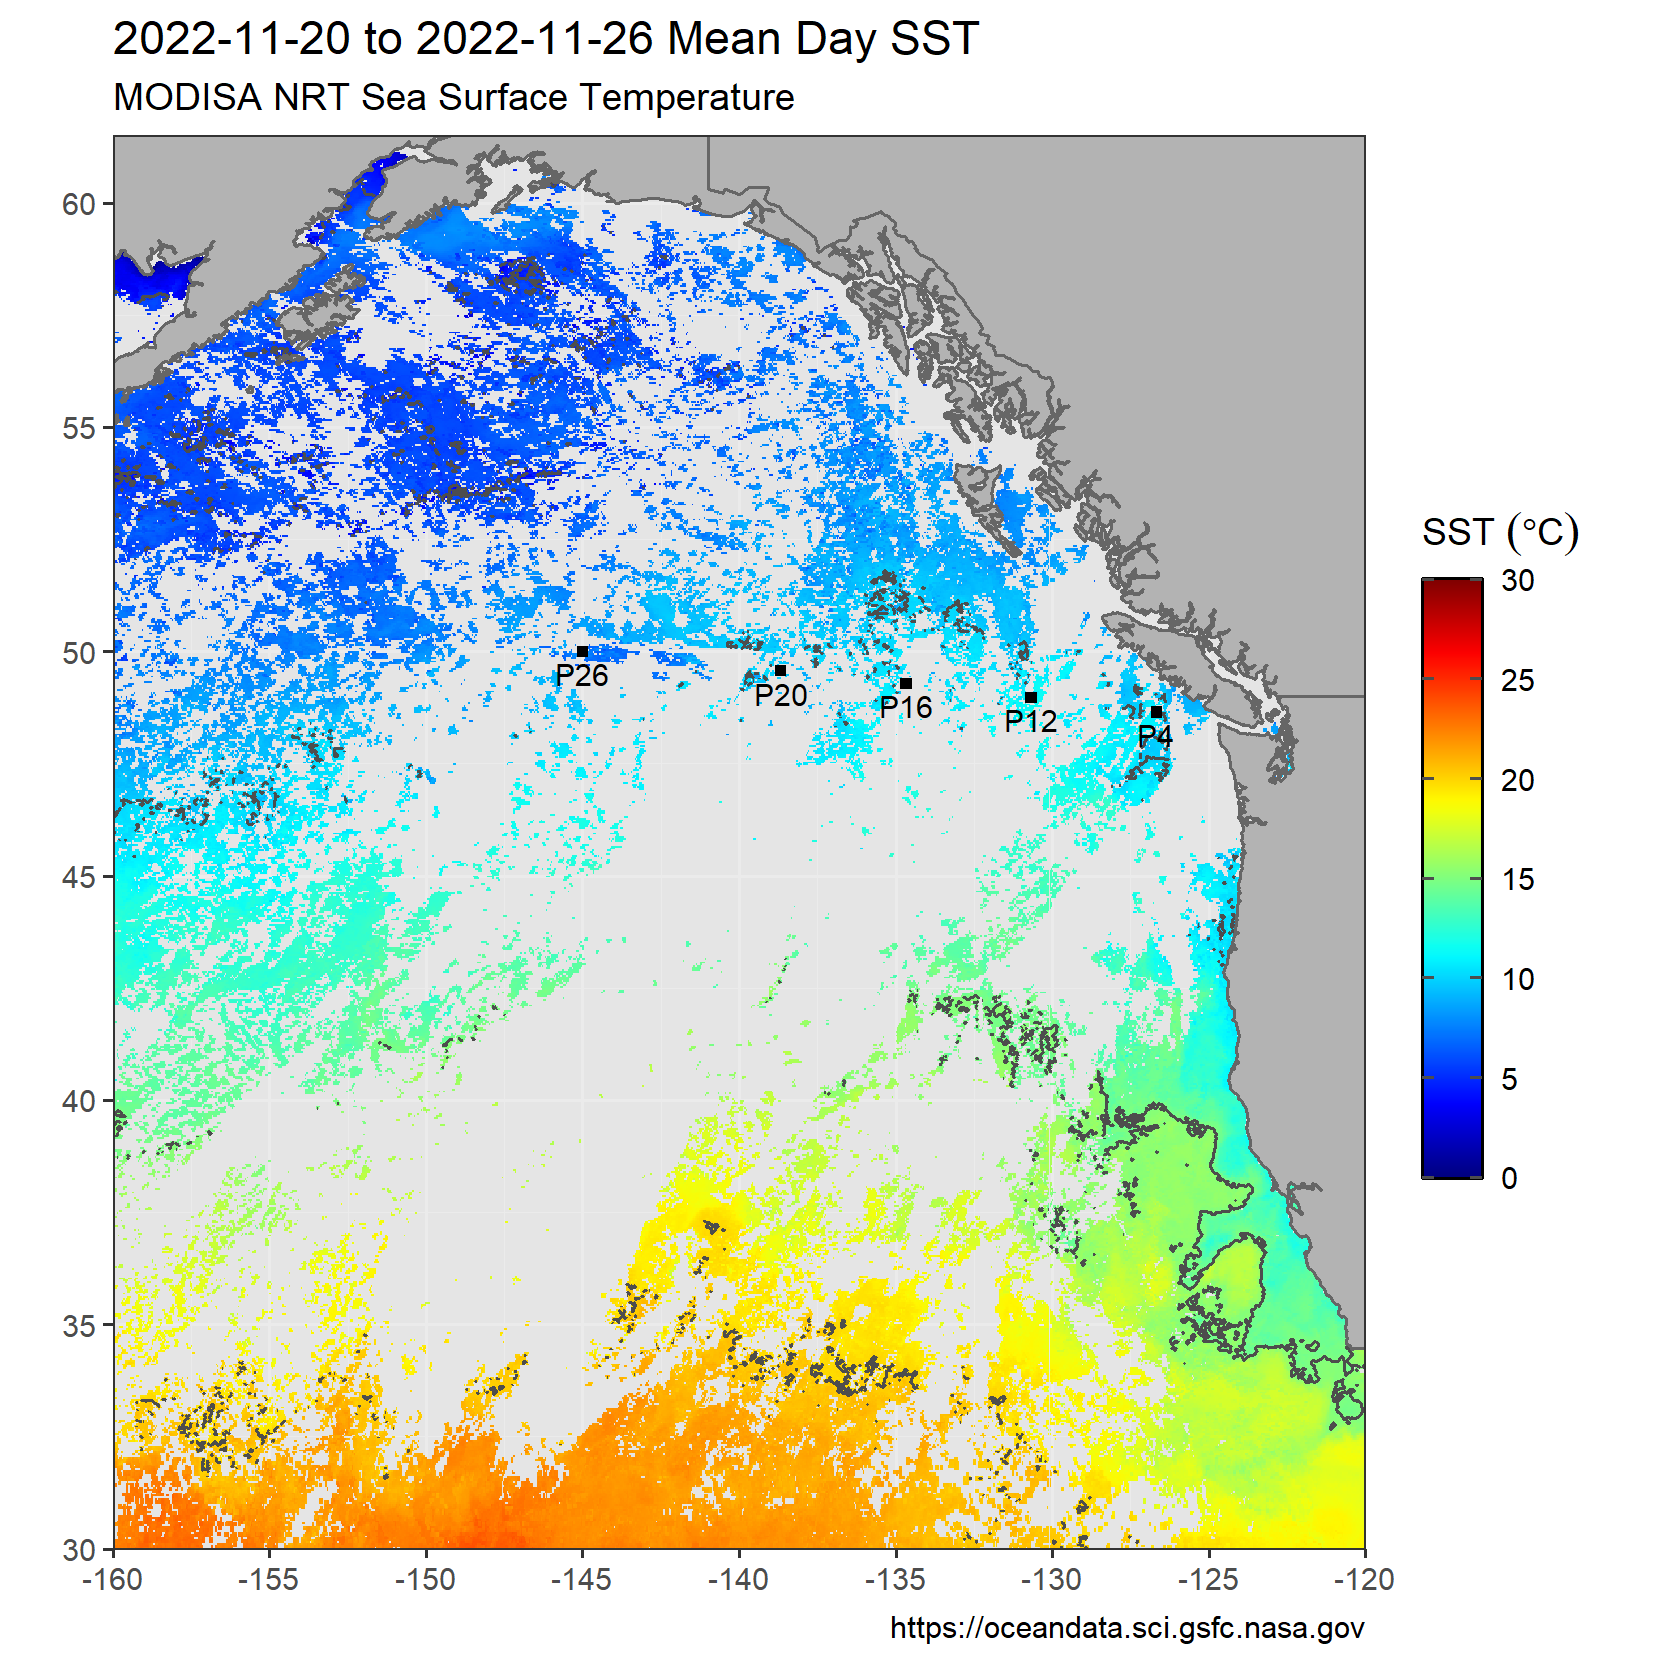 2022-11-20 to 2022-11-26 Mean Day SST
MODISA NRT Sea Surface Temperature
60
55
50
45
40
35
30
-160
-155
-150
-145
-140
-135
-130
-125
-120
P26
P20
P16
P12
P4
SST (°C)
30
25
20
15
10
5
0
https://oceandata.sci.gsfc.nasa.gov